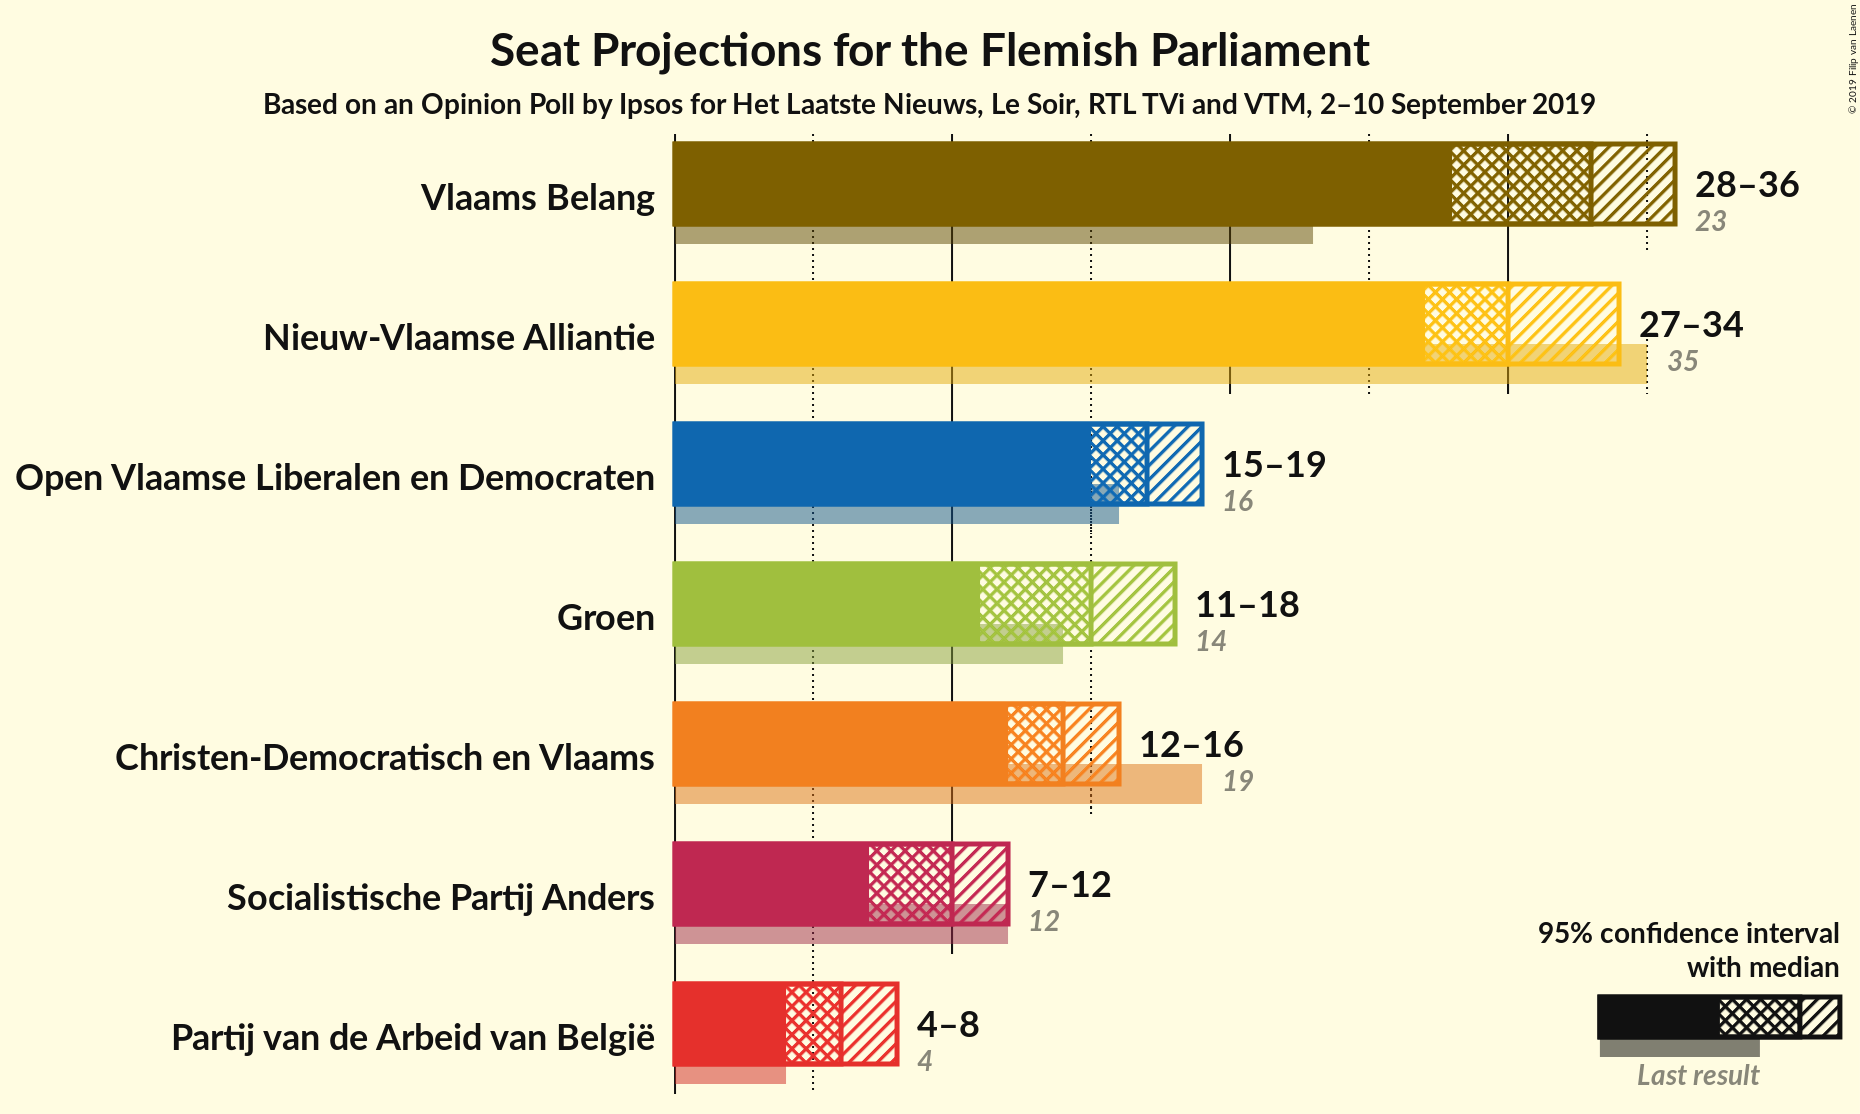 Seat Projections for the Flemish Parliament
Based on an Opinion Poll by Ipsos for Het Laatste Nieuws, Le Soir, RTL TVi and VTM, 2–10 September 2019
© 2019 Filip van Laenen
Vlaams Belang
28–36
23
Nieuw-Vlaamse Alliantie
27–34
35
Open Vlaamse Liberalen en Democraten
15–19
16
Groen
11–18
14
Christen-Democratisch en Vlaams
12–16
19
Socialistische Partij Anders
7–12
12
Partij van de Arbeid van België
4–8
4
95% confidence interval
with median
Last result